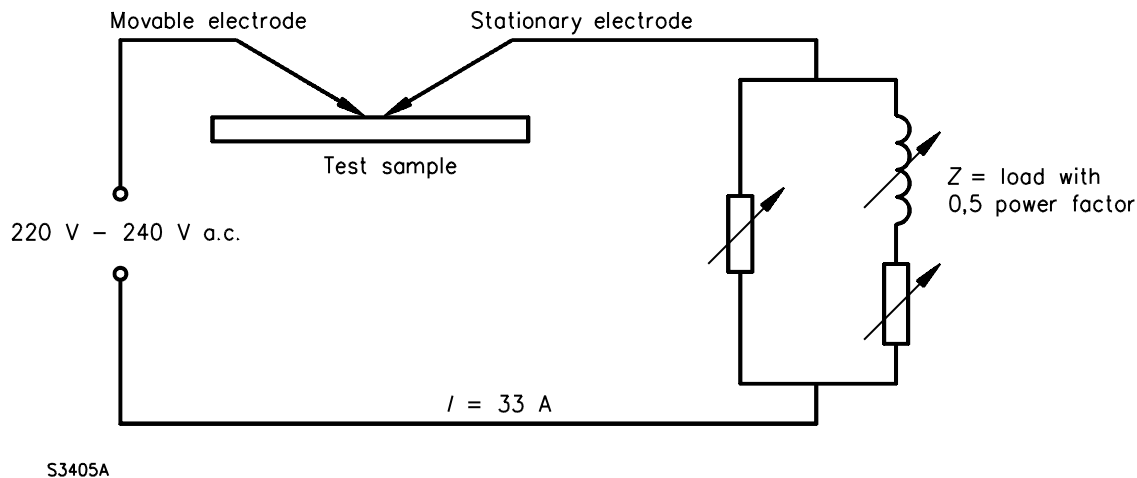 Movable electrode
Stationary electrode
Test sample
Z = load with
0,5 power factor
220 V – 240 V a.c.
I = 33 A
S3405A